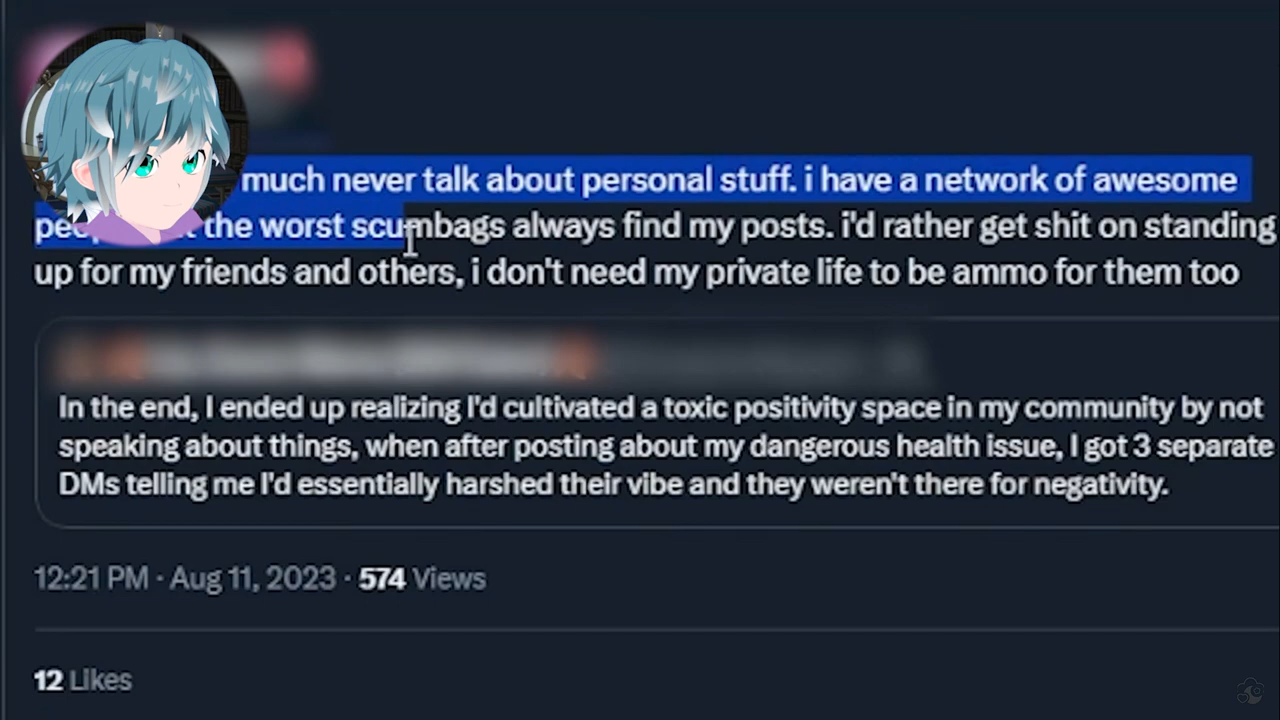 much never talk about personal stuff. i have a network of awesome
the worst scumbags always find my posts. i'd rather get shit on standing
up for my friends and others, i don't need my private life to be ammo for them too
In the end, I ended up realizing I'd cultivated a toxic positivity space in my community by not
speaking about things, when after posting about my dangerous health issue, I got 3 separate
DMs telling me I'd essentially harshed their vibe and they weren't there for negativity.
12:21 PM · Aug 11, 2023 · 574 Views
12 Likes